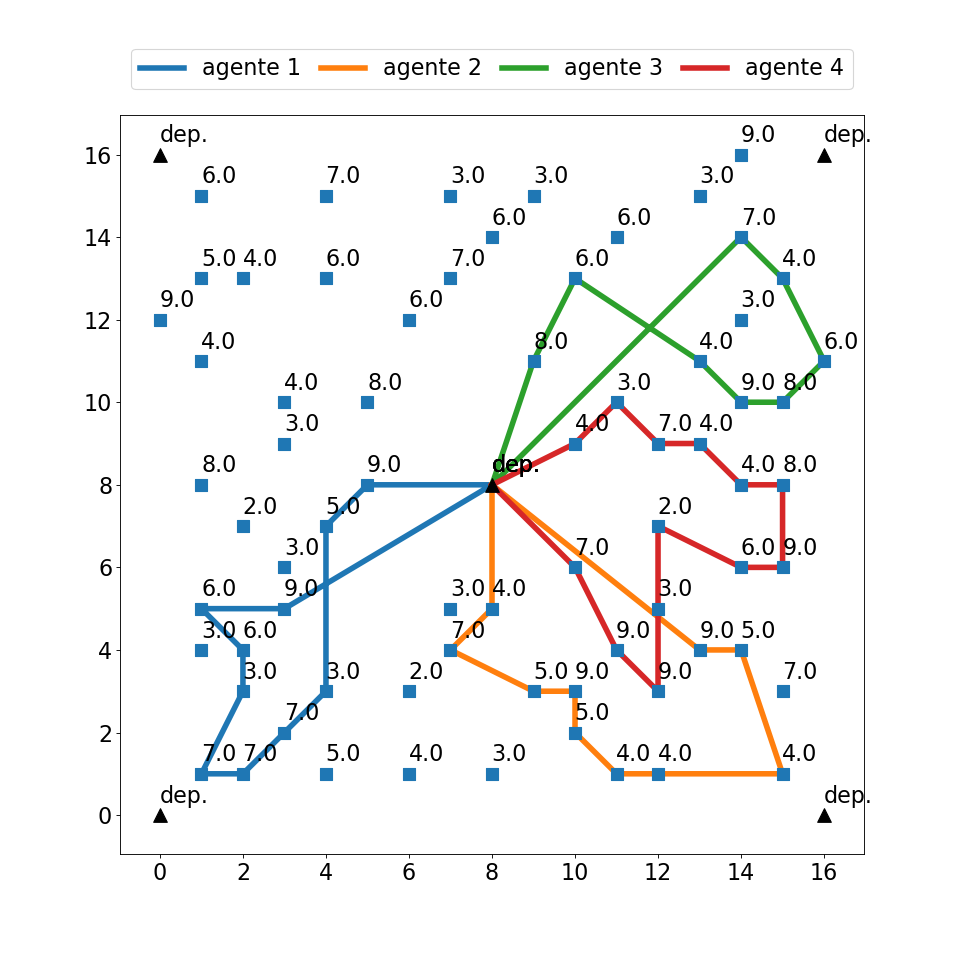 agente 1 agente 2 agente 3 agente 4
dep. 9.0 dep.
16
6.0 7.0 3.0 3.0 3.0
6.0 6.0 7.0
14
5.0 4.0 6.0 7.0 6.0 4.0
9.0 6.0 3.0
12
4.0 8.0 4.0 6.0
4.0 8.0 3.0 9.0 8.0
10
3.0 4.0 7.0 4.0
8.0 9.0 dep. dep. 4.0 8.0
8
2.0 5.0 2.0
3.0 7.0 6.0 9.0
6
6.0 9.0 3.0 4.0 3.0
3.0 6.0 7.0 9.0 9.0 5.0
4
3.0 3.0 2.0 5.0 9.0 9.0 7.0
7.0 5.0
2
7.0 7.0 5.0 4.0 3.0 4.0 4.0 4.0
dep. dep.
0
0 2 4 6 8 10 12 14 16